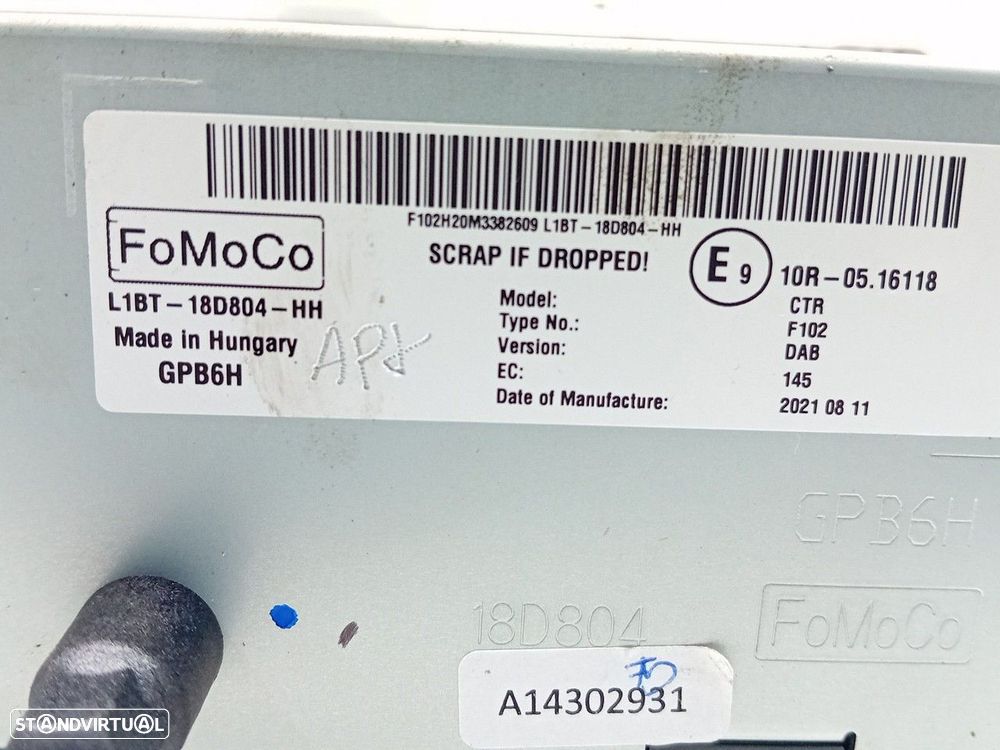 F102H20M3382609 L1BT-18D804-HH
FoMoCo
SCRAP IF DROPPED!
E9
10R-05.16118
L1BT-18D804-HH
Made in Hungary
GPB6H
Model: CTR
Type No.: F102
Version: DAB
EC: 145
Date of Manufacture: 2021 08 11
GPB6H
18D804
FoMoCo
A14302931
STANDVIRTUAL